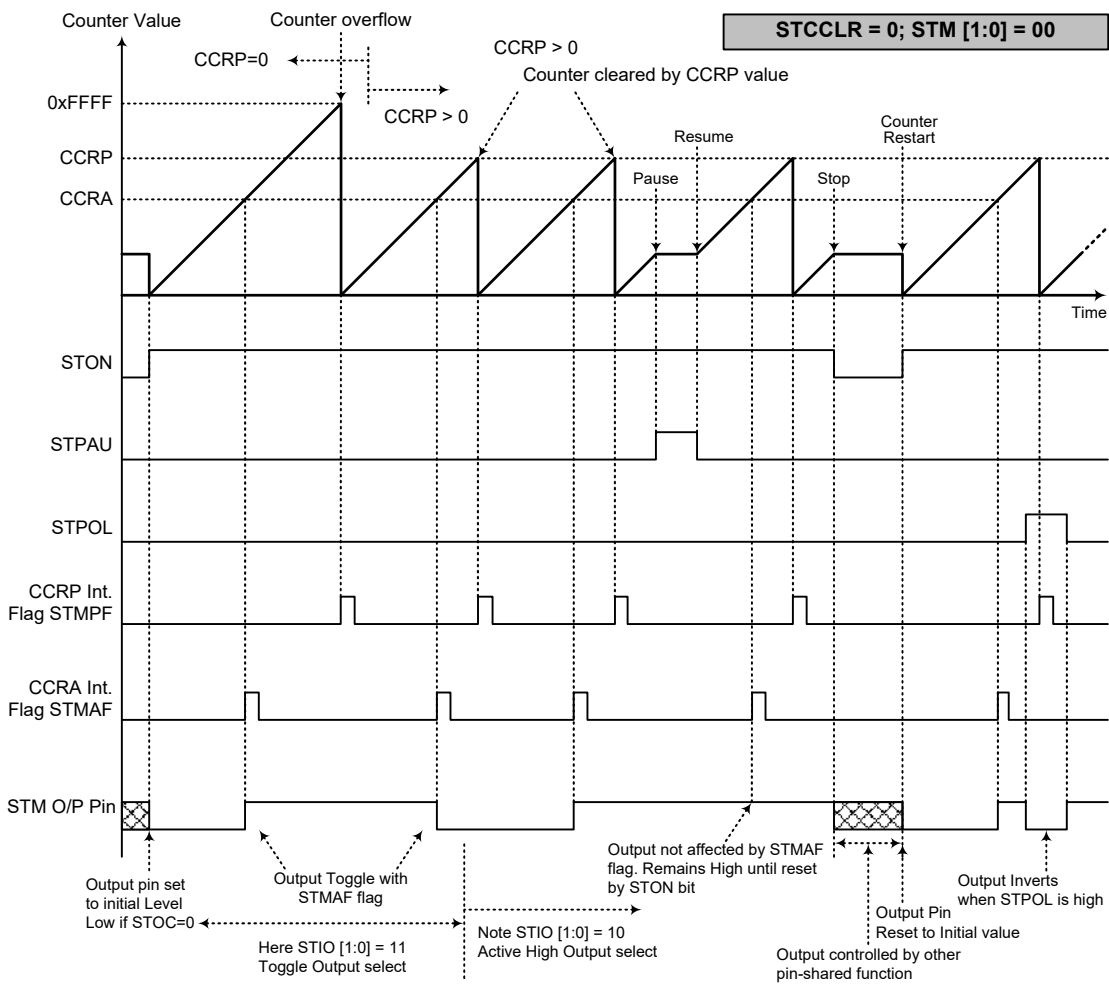 Counter Value
Counter overflow
STCCLR = 0; STM [1:0] = 00
CCRP=0
CCRP > 0
CCRP > 0
Counter cleared by CCRP value
0xFFFF
CCRP
CCRA
Pause
Resume
Stop
Counter
Restart
Time
STON
STPAU
STPOL
CCRP Int.
Flag STMPF
CCRA Int.
Flag STMAF
STM O/P Pin
Output pin set
to initial Level
Low if STOC=0
Output Toggle with
STMAF flag
Here STIO [1:0] = 11
Toggle Output select
Note STIO [1:0] = 10
Active High Output select
Output not affected by STMAF
flag. Remains High until reset
by STON bit
Output controlled by other
pin-shared function
Output Pin
Reset to Initial value
Output Inverts
when STPOL is high